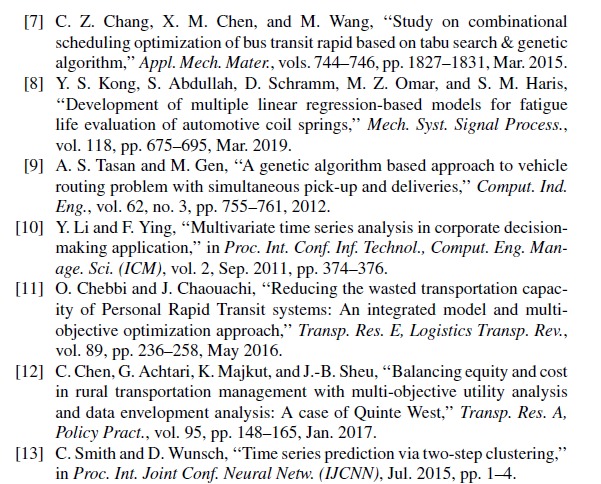 [7] C. Z. Chang, X. M. Chen, and M. Wang, “Study on combinational
scheduling optimization of bus transit rapid based on tabu search & genetic
algorithm,” Appl. Mech. Mater., vols. 744–746, pp. 1827–1831, Mar. 2015.
[8] Y. S. Kong, S. Abdullah, D. Schramm, M. Z. Omar, and S. M. Haris,
“Development of multiple linear regression-based models for fatigue
life evaluation of automotive coil springs,” Mech. Syst. Signal Process.,
vol. 118, pp. 675–695, Mar. 2019.
[9] A. S. Tasan and M. Gen, “A genetic algorithm based approach to vehicle
routing problem with simultaneous pick-up and deliveries,” Comput. Ind.
Eng., vol. 62, no. 3, pp. 755–761, 2012.
[10] Y. Li and F. Ying, “Multivariate time series analysis in corporate decision-
making application,” in Proc. Int. Conf. Inf. Technol., Comput. Eng. Man-
age. Sci. (ICM), vol. 2, Sep. 2011, pp. 374–376.
[11] O. Chebbi and J. Chaouachi, “Reducing the wasted transportation capac-
ity of Personal Rapid Transit systems: An integrated model and multi-
objective optimization approach,” Transp. Res. E, Logistics Transp. Rev.,
vol. 89, pp. 236–258, May 2016.
[12] C. Chen, G. Achtari, K. Majkut, and J.-B. Sheu, “Balancing equity and cost
in rural transportation management with multi-objective utility analysis
and data envelopment analysis: A case of Quinte West,” Transp. Res. A,
Policy Pract., vol. 95, pp. 148–165, Jan. 2017.
[13] C. Smith and D. Wunsch, “Time series prediction via two-step clustering,”
in Proc. Int. Joint Conf. Neural Netw. (IJCNN), Jul. 2015, pp. 1–4.